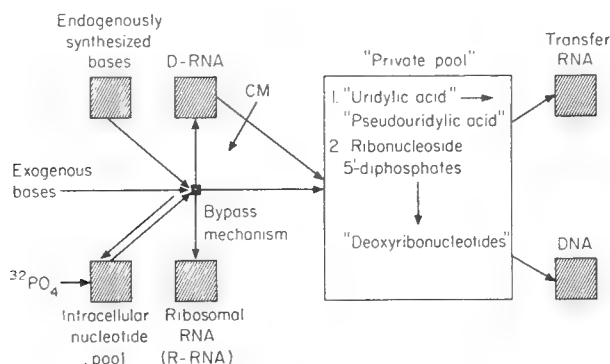 Endogenously
synthesized
bases
D-RNA
CM
"Private pool"
Transfer
RNA
1. "Uridylic acid"
"Pseudouridylic acid"
2 Ribonucleoside
5'-diphosphates
"Deoxyribonucleotides"
Exogenous
bases
Bypass
mechanism
32PO4
Intracellular
nucleotide
pool
Ribosomal
RNA
(R-RNA)
DNA